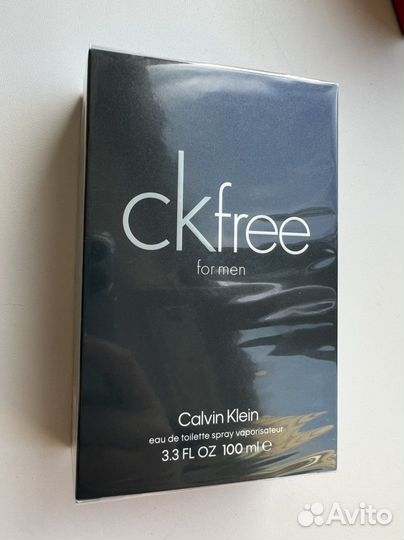 ckfree
for men
Calvin Klein
eau de toilette spray vaporisateur
3.3 FL OZ 100 ml ℮
Avito